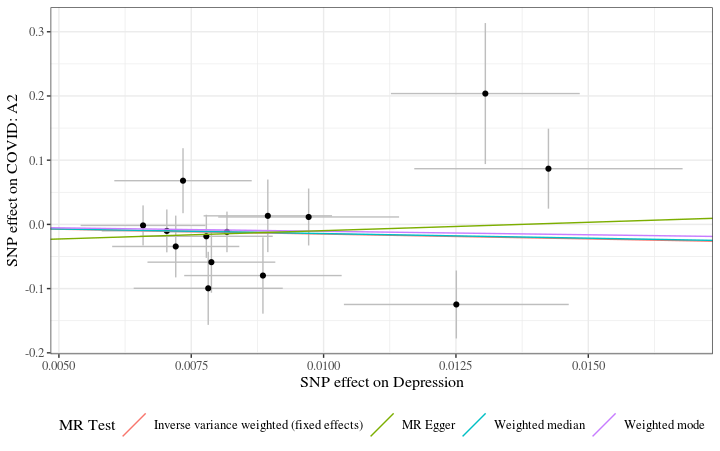 0.3
0.2
0.1
0.0
-0.1
-0.2
SNP effect on COVID: A2
0.0050 0.0075 0.0100 0.0125 0.0150
SNP effect on Depression
MR Test Inverse variance weighted (fixed effects) MR Egger Weighted median Weighted mode